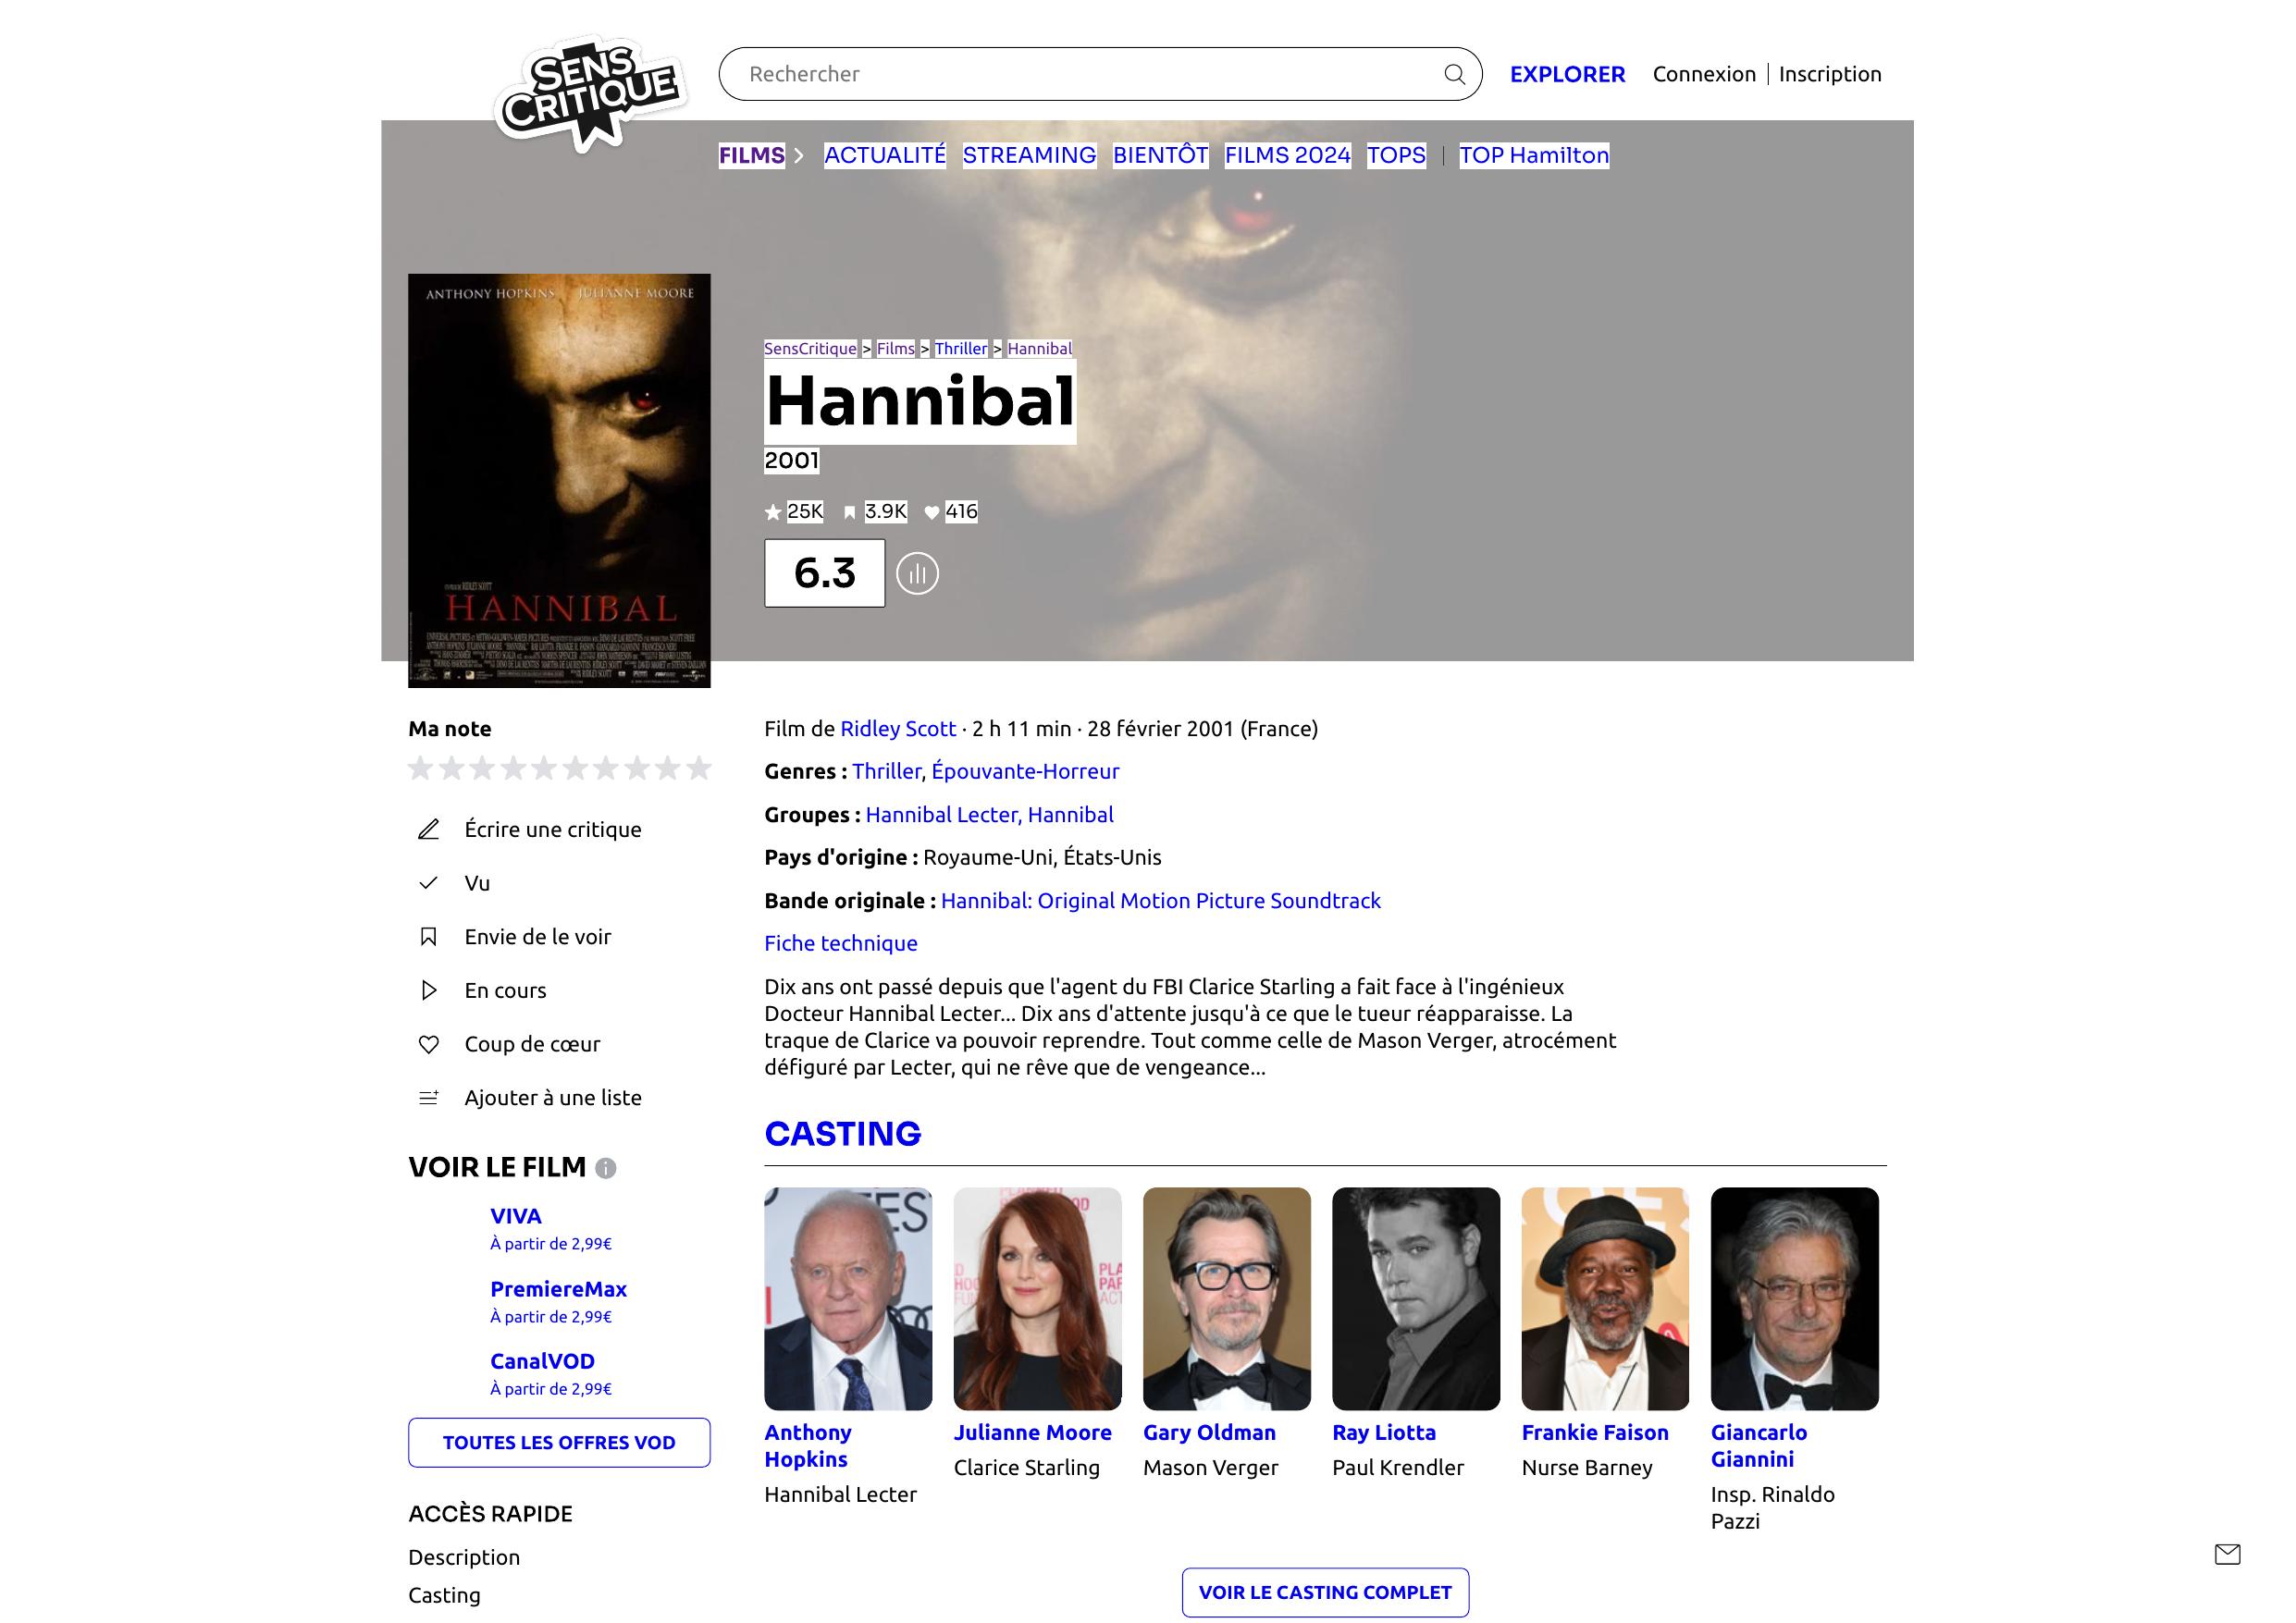 SENS
CRITIQUE
Rechercher
EXPLORER
Connexion
Inscription
FILMS
ACTUALITÉ
STREAMING
BIENTÔT
FILMS 2024
TOPS
TOP Hamilton
ANTHONY HOPKINS JULIANNE MOORE
HANNIBAL
SensCritique > Films > Thriller > Hannibal
Hannibal
2001
25K 3.9K 416
6.3
Ma note
Écrire une critique
Vu
Envie de le voir
En cours
Coup de cœur
Ajouter à une liste
VOIR LE FILM
VIVA
À partir de 2,99€
PremiereMax
À partir de 2,99€
CanalVOD
À partir de 2,99€
TOUTES LES OFFRES VOD
ACCÈS RAPIDE
Description
Casting
Film de Ridley Scott · 2 h 11 min · 28 février 2001 (France)
Genres : Thriller, Épouvante-Horreur
Groupes : Hannibal Lecter, Hannibal
Pays d'origine : Royaume-Uni, États-Unis
Bande originale : Hannibal: Original Motion Picture Soundtrack
Fiche technique
Dix ans ont passé depuis que l'agent du FBI Clarice Starling a fait face à l'ingénieux
Docteur Hannibal Lecter... Dix ans d'attente jusqu'à ce que le tueur réapparaisse. La
traque de Clarice va pouvoir reprendre. Tout comme celle de Mason Verger, atrocément
défiguré par Lecter, qui ne rêve que de vengeance...
CASTING
Anthony
Hopkins
Hannibal Lecter
Julianne Moore
Clarice Starling
Gary Oldman
Mason Verger
Ray Liotta
Paul Krendler
Frankie Faison
Nurse Barney
Giancarlo
Giannini
Insp. Rinaldo
Pazzi
VOIR LE CASTING COMPLET